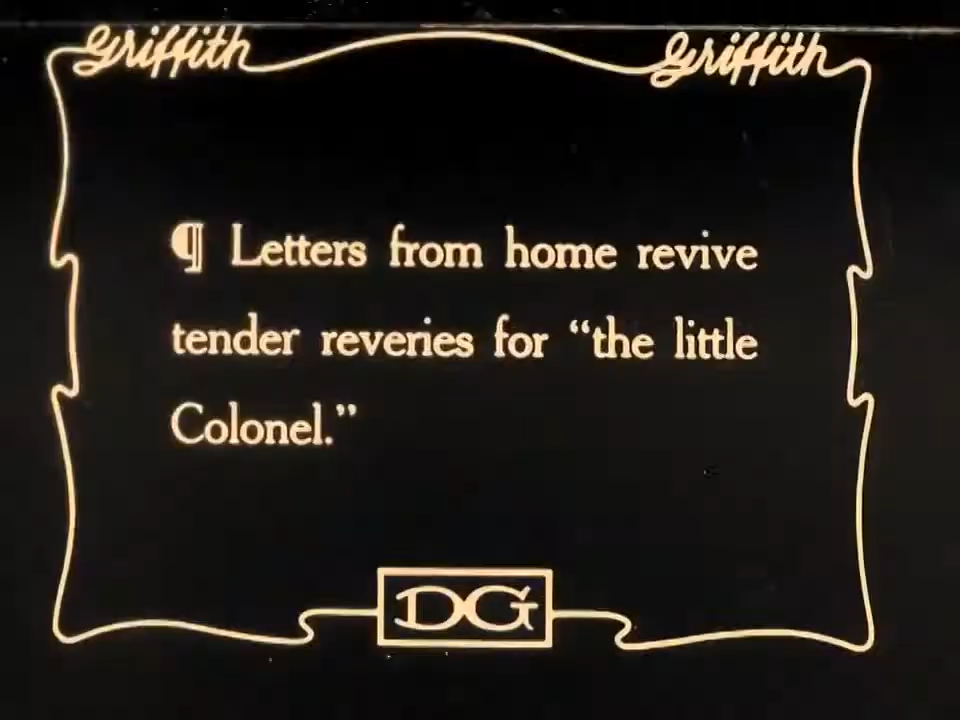 Griffith Griffith
¶ Letters from home revive
tender reveries for “the little
Colonel.”
DG